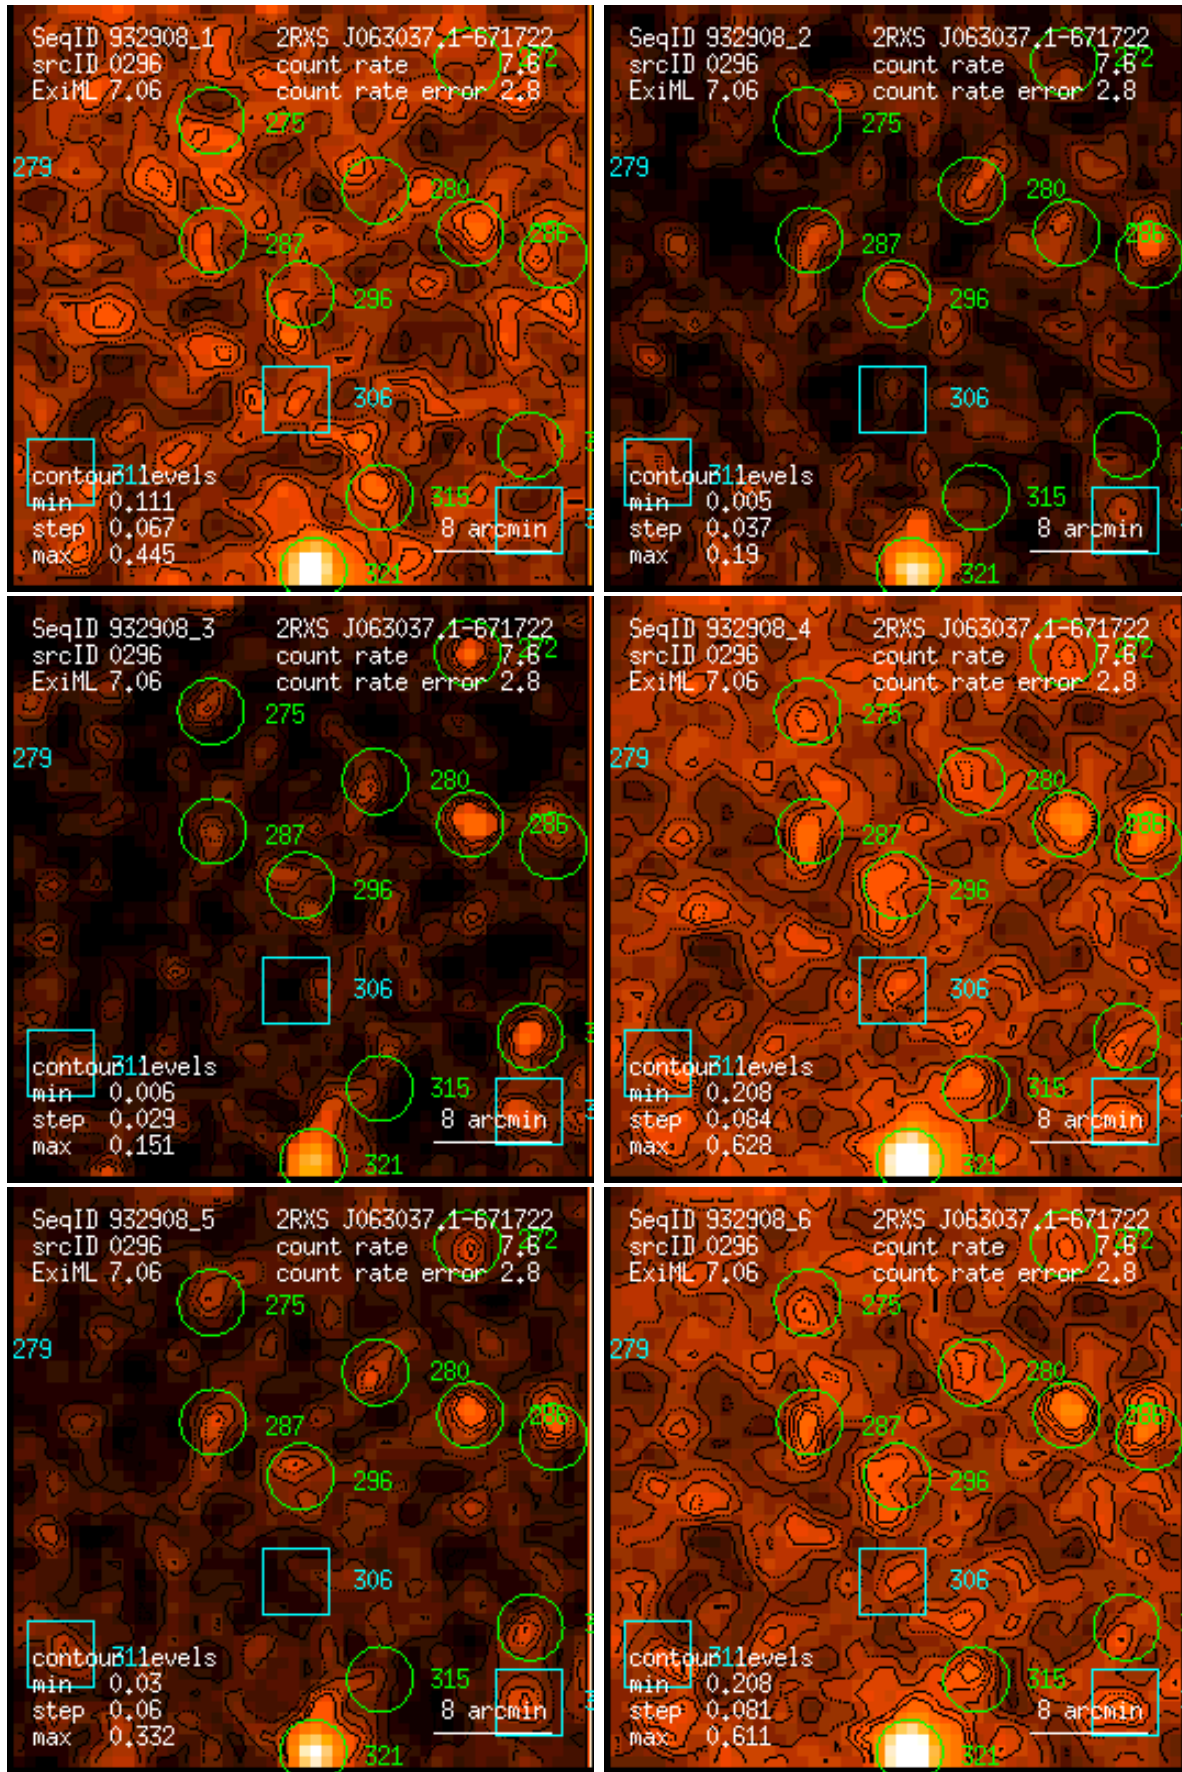 SeqID 932908_1 2RXS J063037.1-671722
srcID 0296 count rate 7.6 272
ExiML 7.06 count rate error 2.8
275
279
280
287 286
296
306
contour levels 311
min 0.111 315
step 0.067 8 arcmin
max 0.445
321
SeqID 932908_2 2RXS J063037.1-671722
srcID 0296 count rate 7.6 272
ExiML 7.06 count rate error 2.8
275
279
280
287 286
296
306
contour levels 311
min 0.005 315
step 0.037 8 arcmin
max 0.19
321
SeqID 932908_3 2RXS J063037.1-671722
srcID 0296 count rate 7.6 272
ExiML 7.06 count rate error 2.8
275
279
280
287 286
296
306
contour levels 311
min 0.006 315
step 0.029 8 arcmin
max 0.151
321
SeqID 932908_4 2RXS J063037.1-671722
srcID 0296 count rate 7.6 272
ExiML 7.06 count rate error 2.8
275
279
280
287 286
296
306
contour levels 311
min 0.208 315
step 0.084 8 arcmin
max 0.628
321
SeqID 932908_5 2RXS J063037.1-671722
srcID 0296 count rate 7.6 272
ExiML 7.06 count rate error 2.8
275
279
280
287 286
296
306
contour levels 311
min 0.03 315
step 0.06 8 arcmin
max 0.332
321
SeqID 932908_6 2RXS J063037.1-671722
srcID 0296 count rate 7.6 272
ExiML 7.06 count rate error 2.8
275
279
280
287 286
296
306
contour levels 311
min 0.208 315
step 0.081 8 arcmin
max 0.611
321